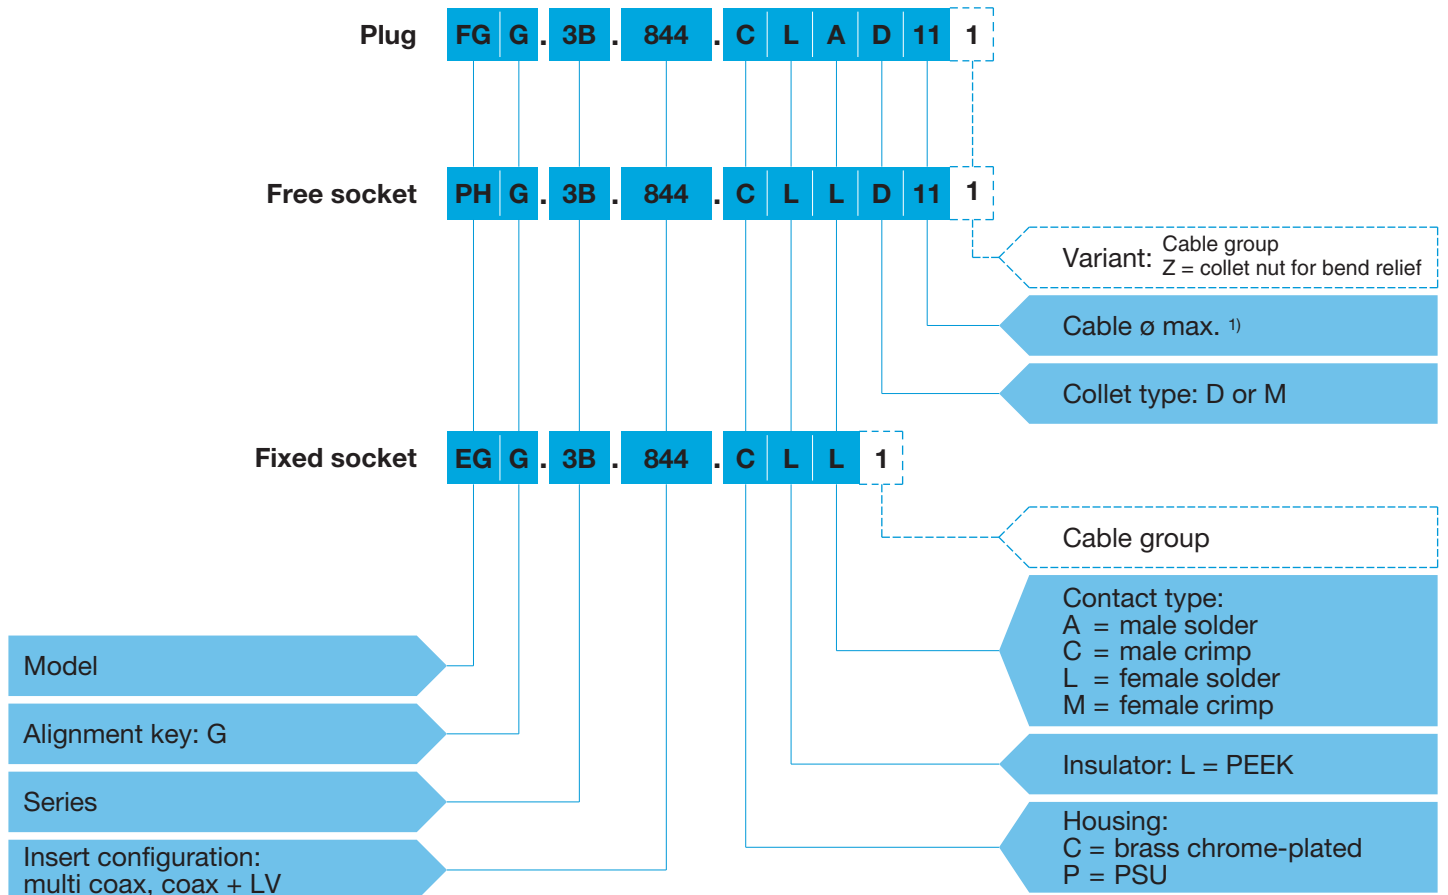 Plug FG G . 3B . 844 . C L A D 11 1
Free socket PH G . 3B . 844 . C L L D 11 1
Variant: Cable group
Z = collet nut for bend relief
Cable ø max. 1)
Collet type: D or M
Fixed socket EG G . 3B . 844 . C L L 1
Cable group
Contact type:
A = male solder
C = male crimp
L = female solder
M = female crimp
Model
Alignment key: G
Insulator: L = PEEK
Series
Housing:
C = brass chrome-plated
P = PSU
Insert configuration:
multi coax, coax + LV